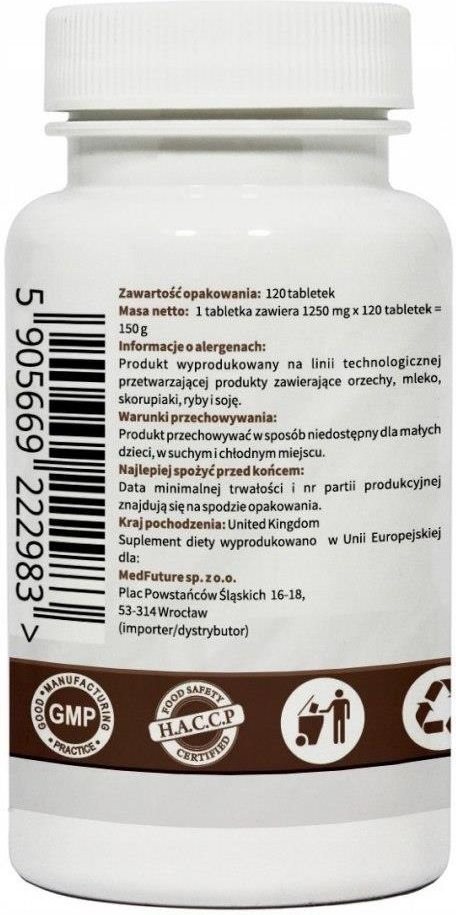 Zawartość opakowania: 120 tabletek
Masa netto: 1 tabletka zawiera 1250 mg x 120 tabletek =
150 g
Informacje o alergenach:
Produkt wyprodukowany na linii technologicznej
przetwarzającej produkty zawierające orzechy, mleko,
skorupiaki, ryby i soję.
Warunki przechowywania:
Produkt przechowywać w sposób niedostępny dla małych
dzieci, w suchym i chłodnym miejscu.
Najlepiej spożyć przed końcem:
Data minimalnej trwałości i nr partii produkcyjnej
znajdują się na spodzie opakowania.
Kraj pochodzenia: United Kingdom
Suplement diety wyprodukowano w Unii Europejskiej
dla:
MedFuture sp. z o.o.
Plac Powstańców Śląskich 16-18,
53-314 Wrocław
(importer/dystrybutor)
5 905669 222983 >
GOOD • MANUFACTURING • PRACTICE •
GMP
FOOD SAFETY
H.A.C.C.P
CERTIFIED